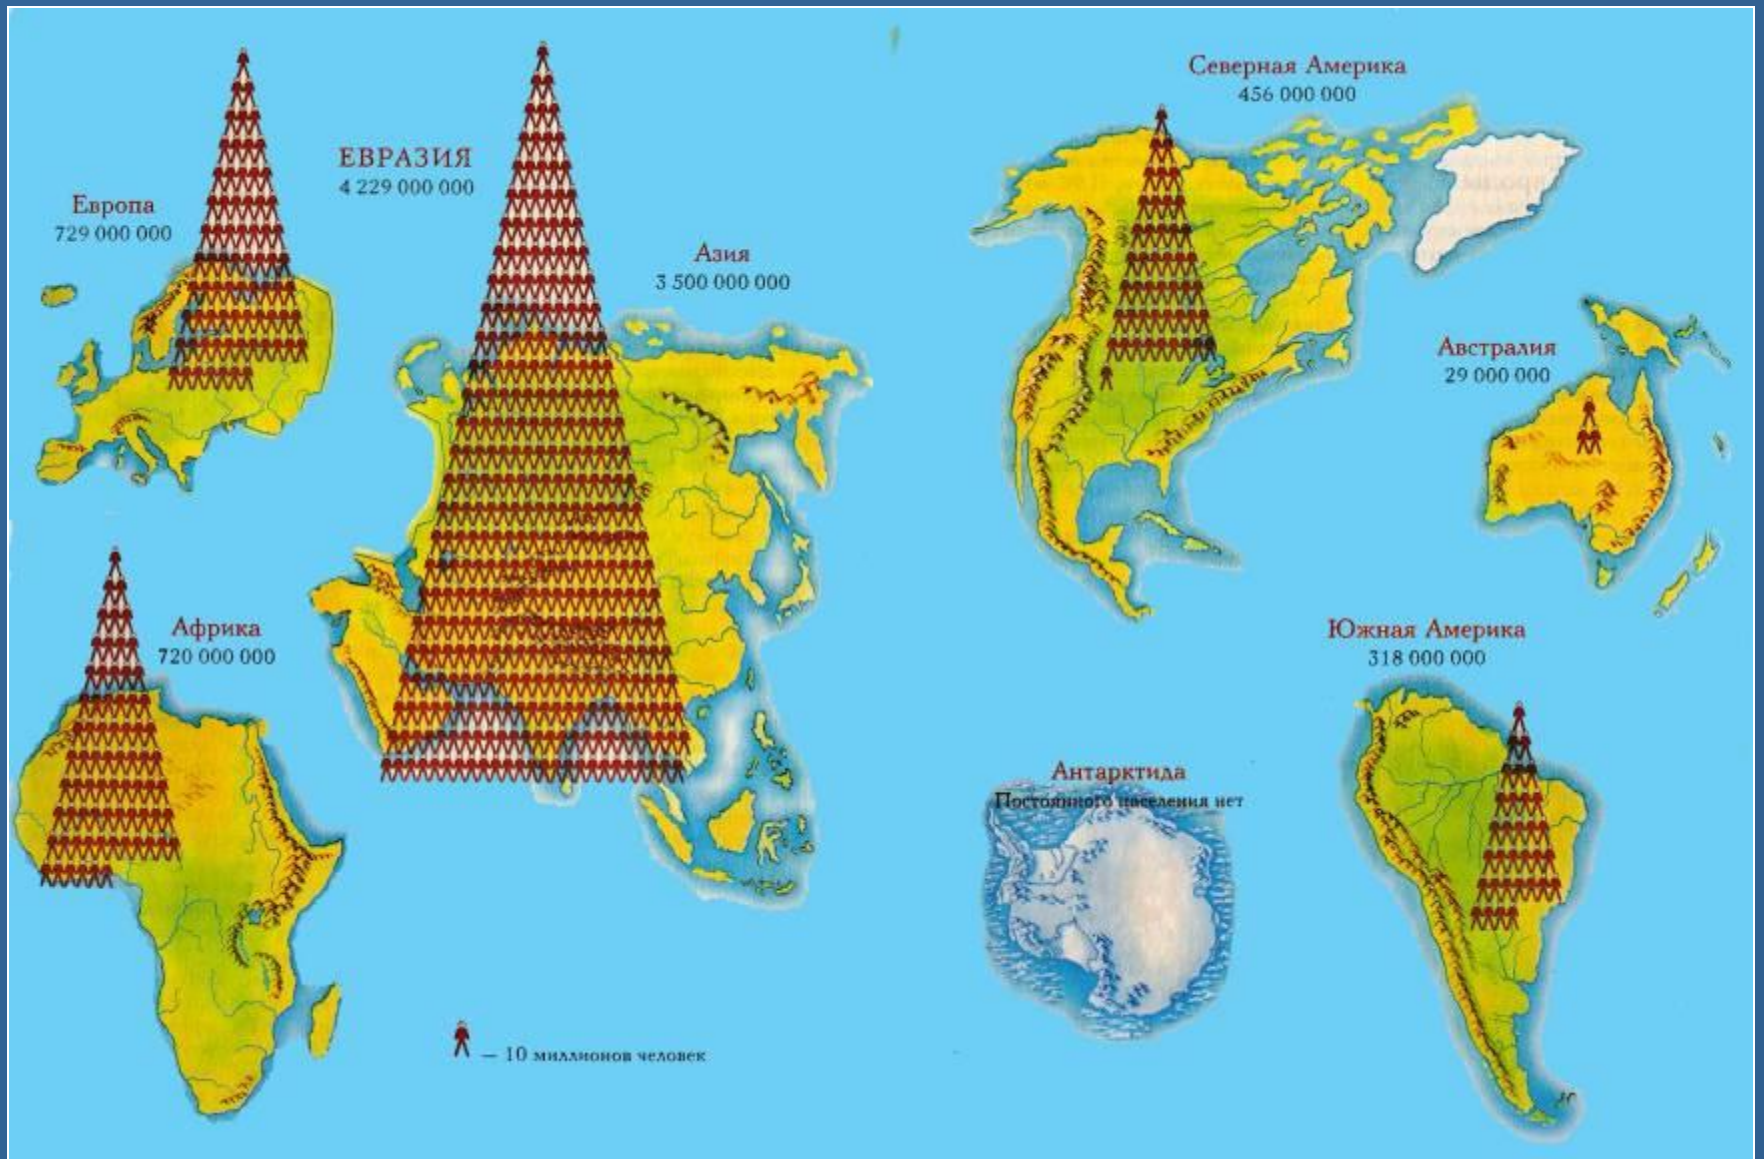 Европа
729 000 000
ЕВРАЗИЯ
4 229 000 000
Азия
3 500 000 000
Северная Америка
456 000 000
Австралия
29 000 000
Африка
720 000 000
Южная Америка
318 000 000
Антарктида
Постоянного населения нет
– 10 миллионов человек